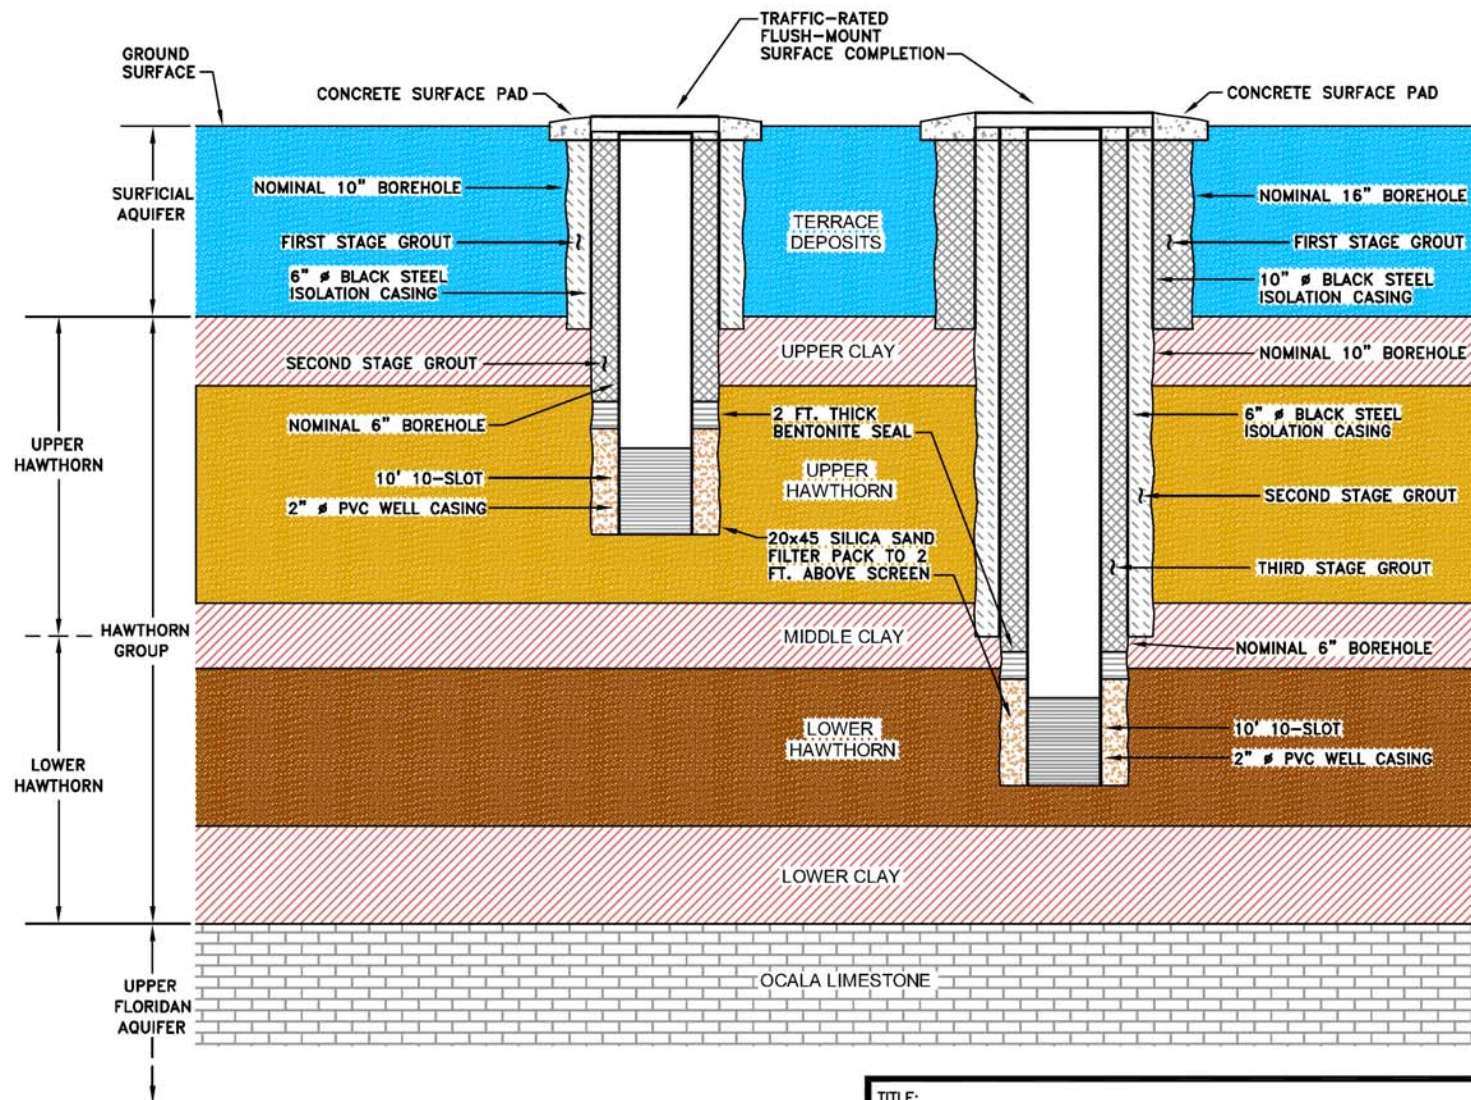 TRAFFIC-RATED
FLUSH-MOUNT
SURFACE COMPLETION
GROUND
SURFACE
CONCRETE SURFACE PAD
CONCRETE SURFACE PAD
SURFICIAL
AQUIFER
NOMINAL 10" BOREHOLE
FIRST STAGE GROUT
6" ø BLACK STEEL
ISOLATION CASING
TERRACE
DEPOSITS
NOMINAL 16" BOREHOLE
FIRST STAGE GROUT
10" ø BLACK STEEL
ISOLATION CASING
UPPER CLAY
NOMINAL 10" BOREHOLE
SECOND STAGE GROUT
NOMINAL 6" BOREHOLE
2 FT. THICK
BENTONITE SEAL
6" ø BLACK STEEL
ISOLATION CASING
UPPER
HAWTHORN
10' 10-SLOT
2" ø PVC WELL CASING
UPPER
HAWTHORN
SECOND STAGE GROUT
20x45 SILICA SAND
FILTER PACK TO 2
FT. ABOVE SCREEN
THIRD STAGE GROUT
HAWTHORN
GROUP
MIDDLE CLAY
NOMINAL 6" BOREHOLE
LOWER
HAWTHORN
LOWER
HAWTHORN
10' 10-SLOT
2" ø PVC WELL CASING
LOWER CLAY
UPPER
FLORIDAN
AQUIFER
OCALA LIMESTONE
TITLE: